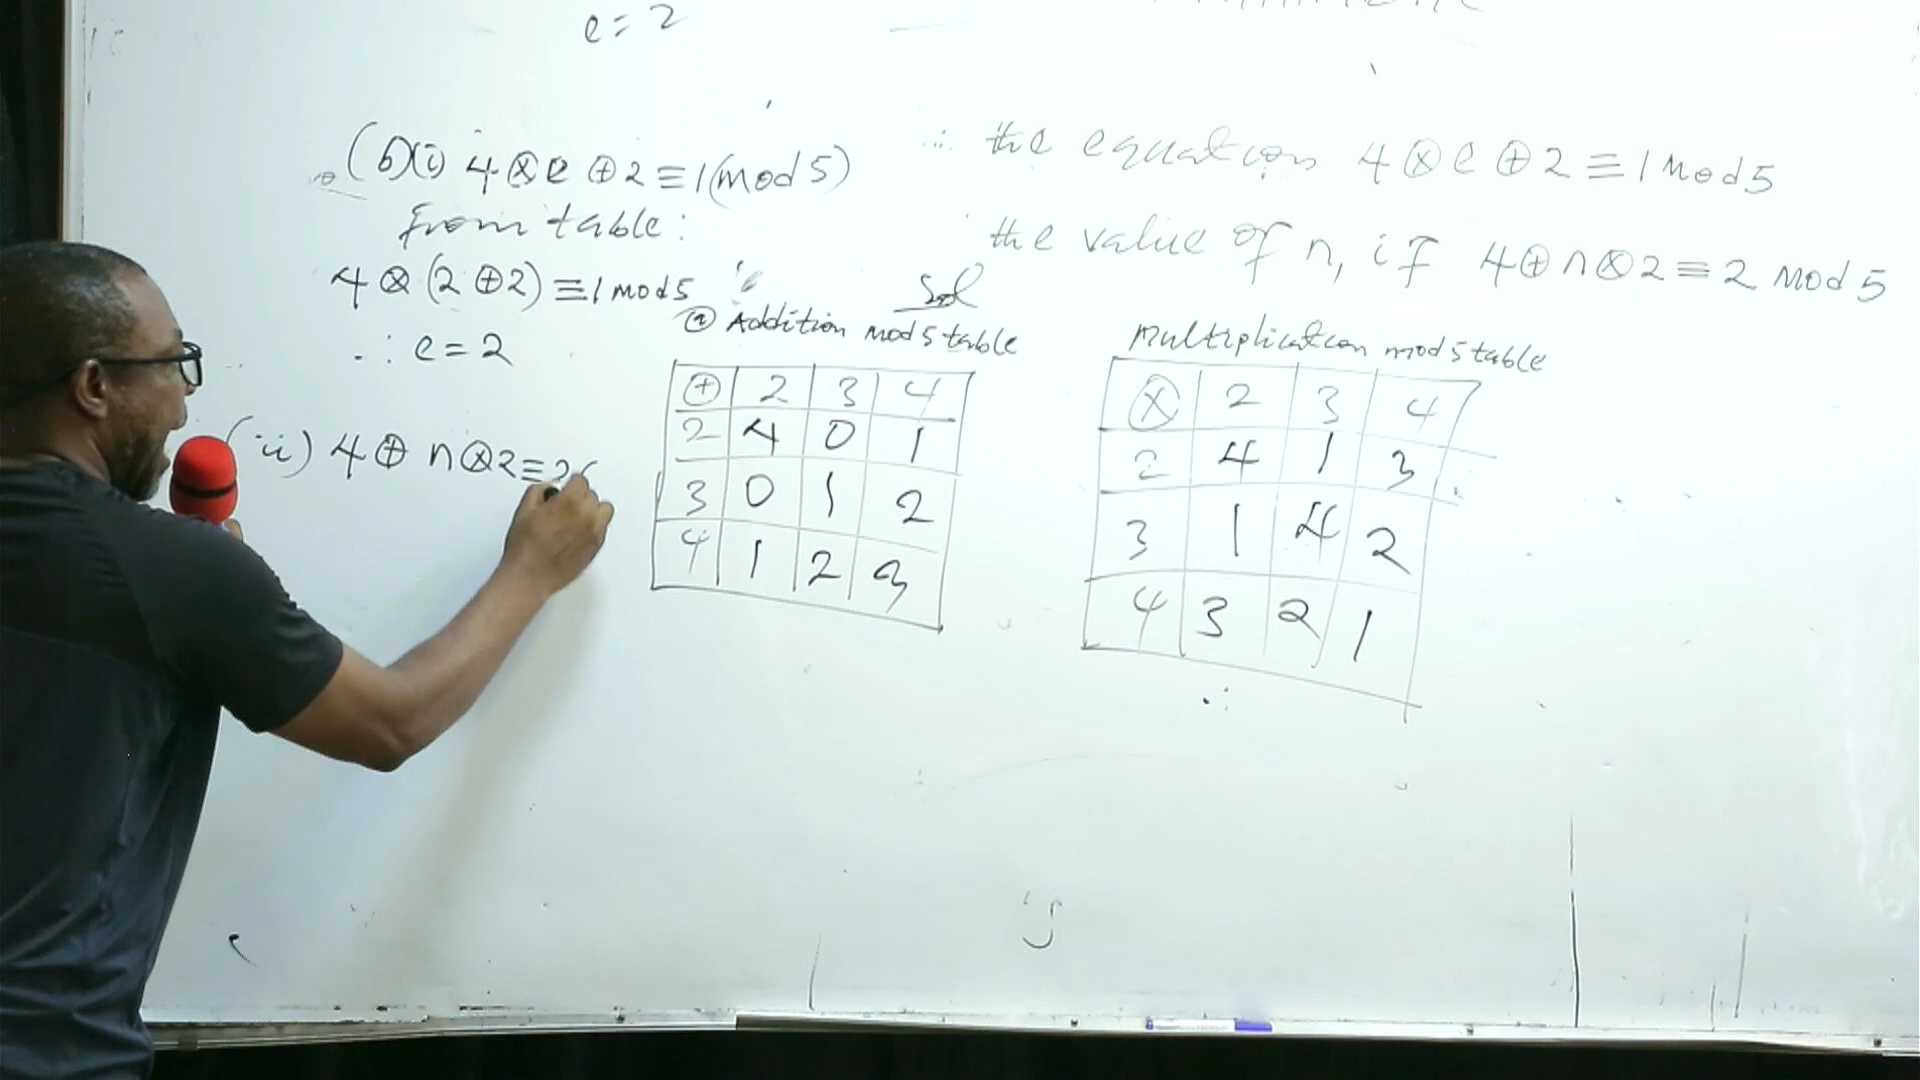 e = 2
(b)(i) 4 ⊗ e ⊕ 2 ≡ 1(mod 5)
from table:
4 ⊗ (2 ⊕ 2) ≡ 1 mod 5
∴ e = 2
(ii) 4 ⊕ n ⊗ 2 ≡ 2(
the equation 4 ⊗ e ⊕ 2 ≡ 1 mod 5
the value of n, if 4 ⊕ n ⊗ 2 ≡ 2 mod 5
Sol
(a) Addition mod 5 table
⊕ 2 3 4
2 4 0 1
3 0 1 2
4 1 2 3
Multiplication mod 5 table
⊗ 2 3 4
2 4 1 3
3 1 4 2
4 3 2 1
∴